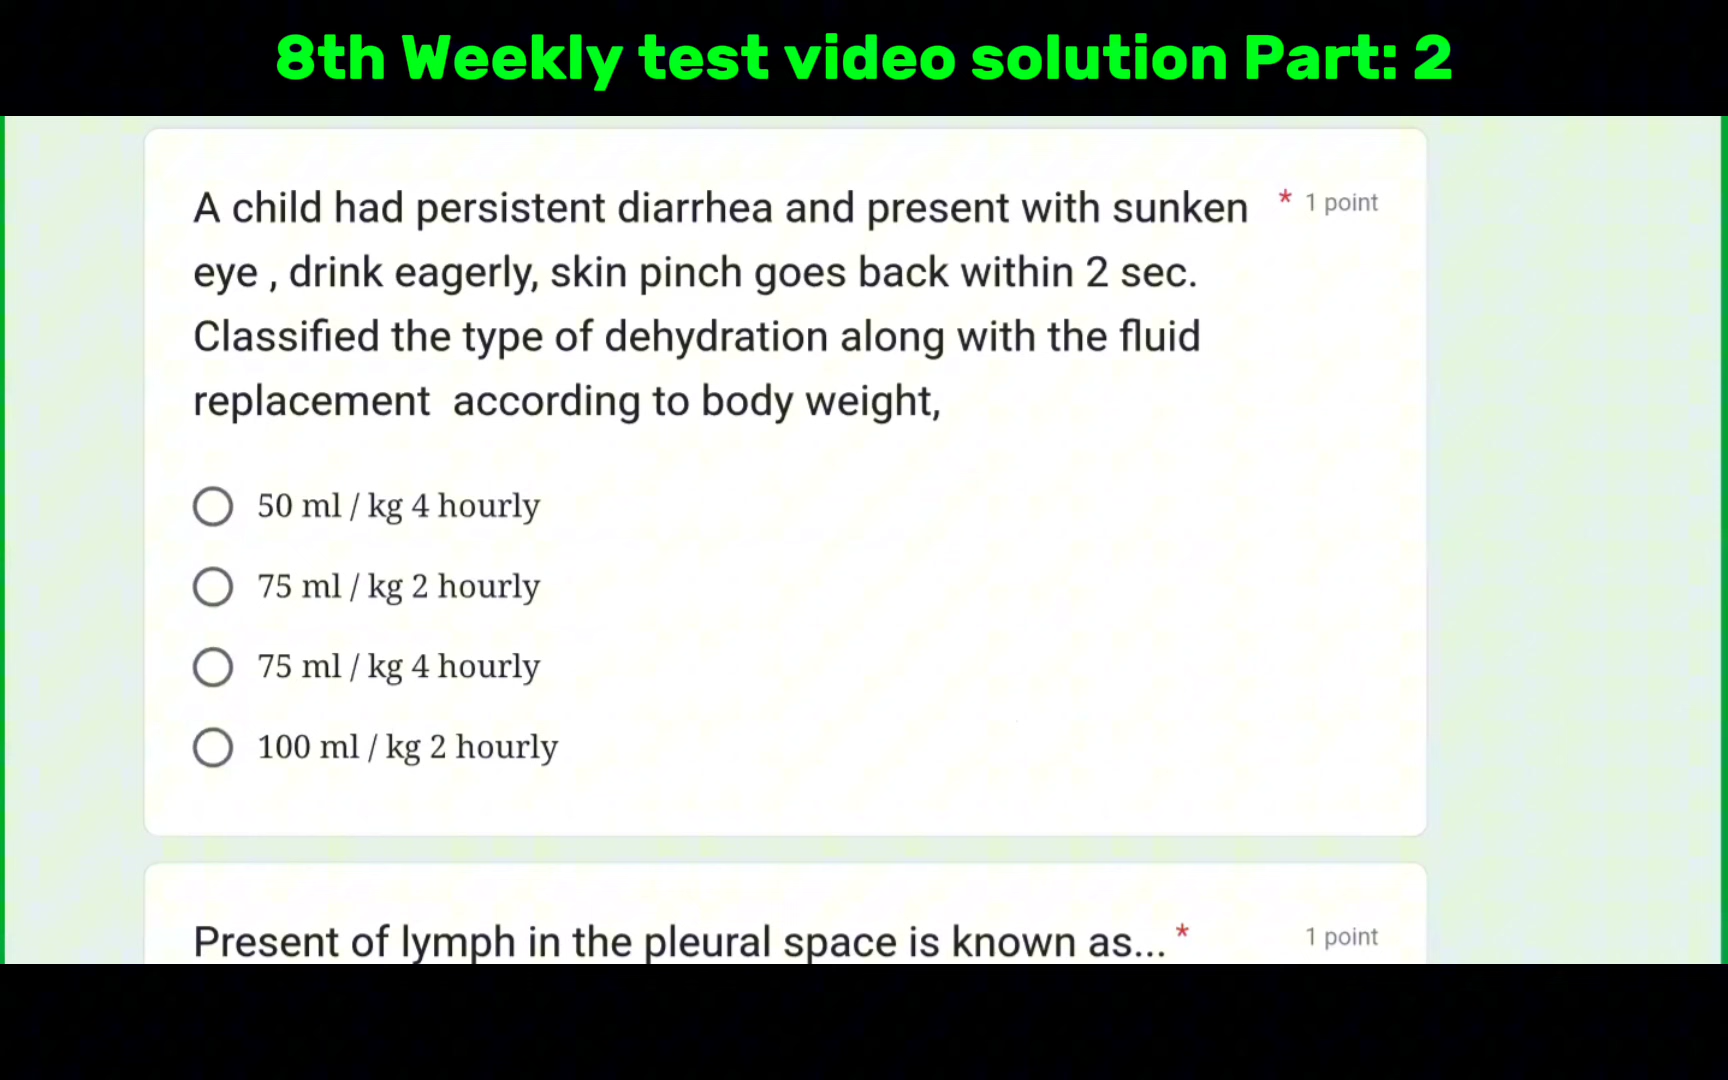 8th Weekly test video solution Part: 2
A child had persistent diarrhea and present with sunken * 1 point
eye , drink eagerly, skin pinch goes back within 2 sec.
Classified the type of dehydration along with the fluid
replacement  according to body weight,
50 ml / kg 4 hourly
75 ml / kg 2 hourly
75 ml / kg 4 hourly
100 ml / kg 2 hourly
Present of lymph in the pleural space is known as... * 1 point